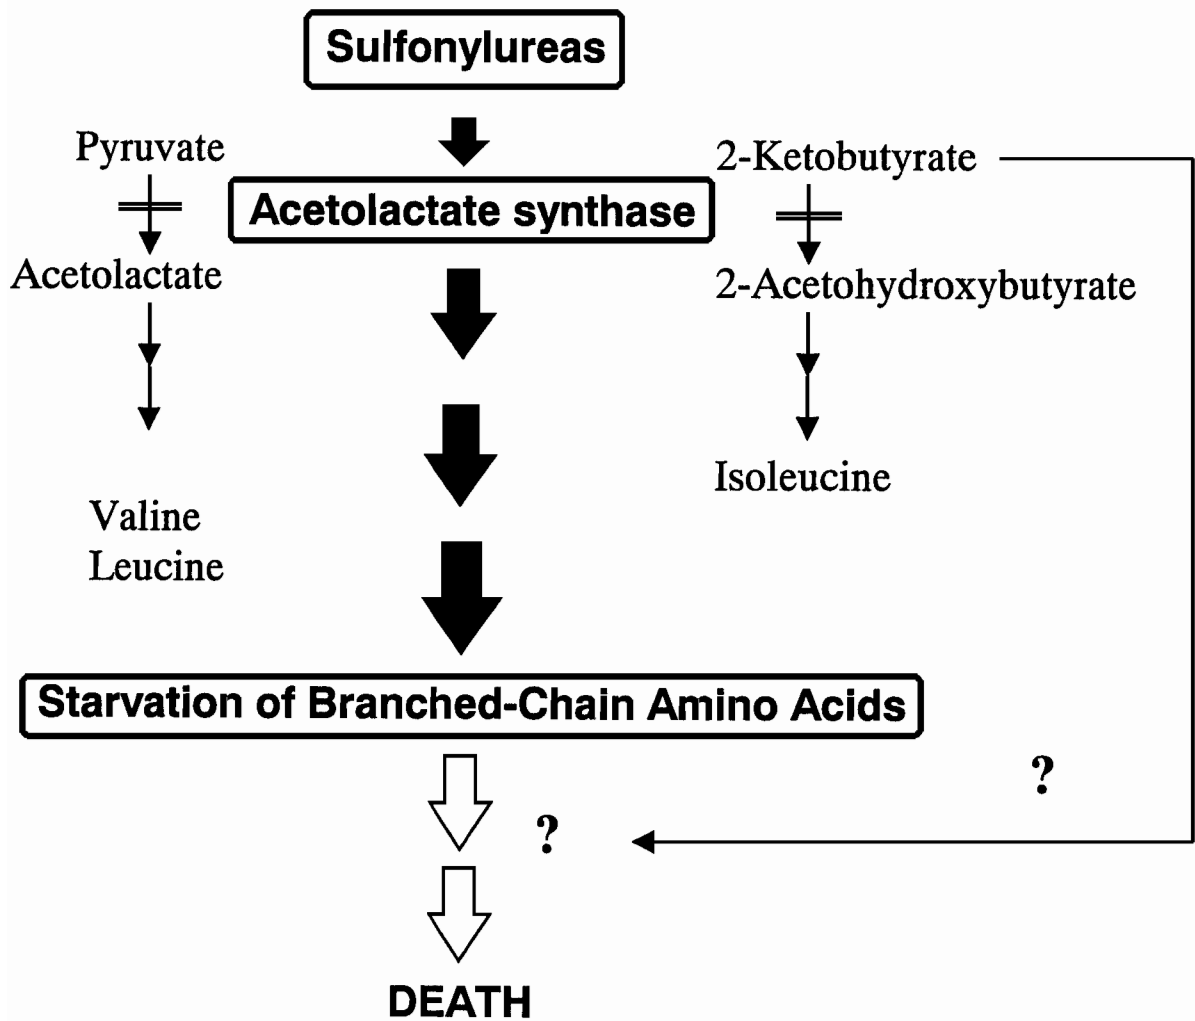 Sulfonylureas
Pyruvate
2-Ketobutyrate
Acetolactate synthase
Acetolactate
2-Acetohydroxybutyrate
Isoleucine
Valine
Leucine
Starvation of Branched-Chain Amino Acids
?
?
DEATH